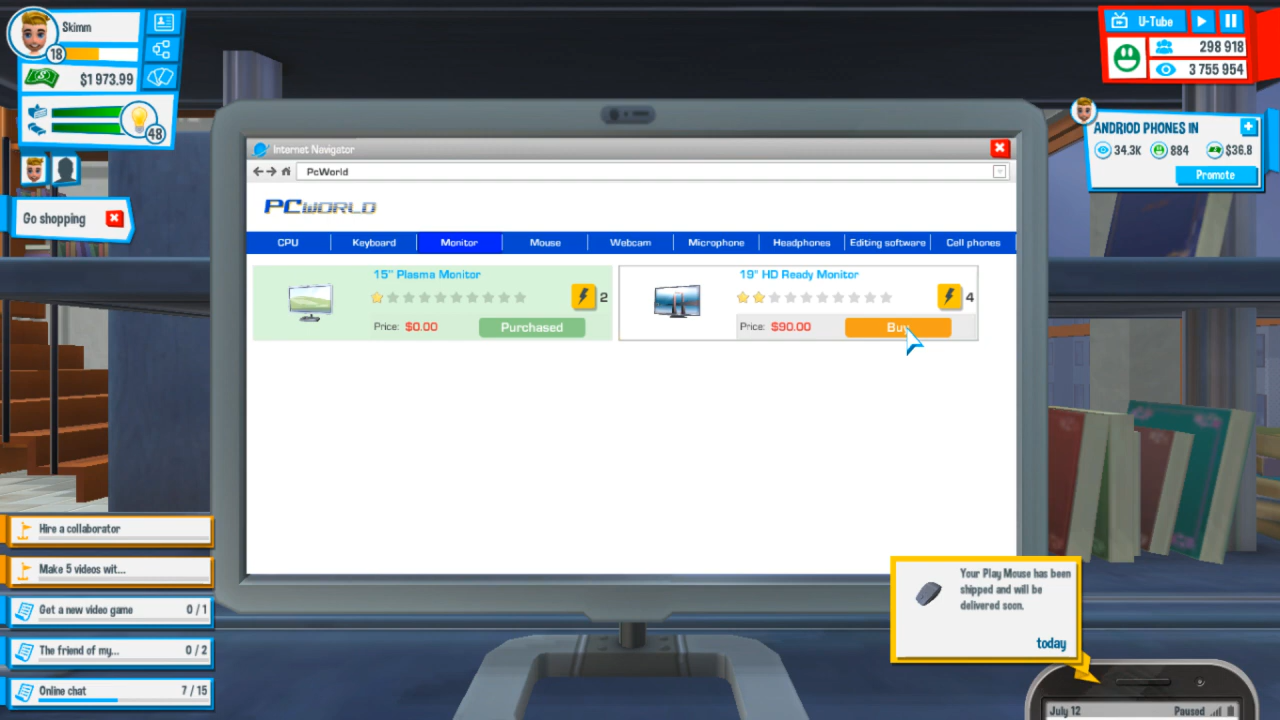 Skimm
18
$1 973.99
48
Go shopping
U-Tube
298 918
3 755 954
ANDRIOD PHONES IN
34.3K
884
$36.8
Promote
Internet Navigator
PcWorld
PCWORLD
CPU
Keyboard
Monitor
Mouse
Webcam
Microphone
Headphones
Editing software
Cell phones
15" Plasma Monitor
2
Price: $0.00
Purchased
19" HD Ready Monitor
4
Price: $90.00
Buy
Hire a collaborator
Make 5 videos wit...
Get a new video game 0 / 1
The friend of my... 0 / 2
Online chat 7 / 15
Your Play Mouse has been
shipped and will be
delivered soon.
today
July 12
Paused